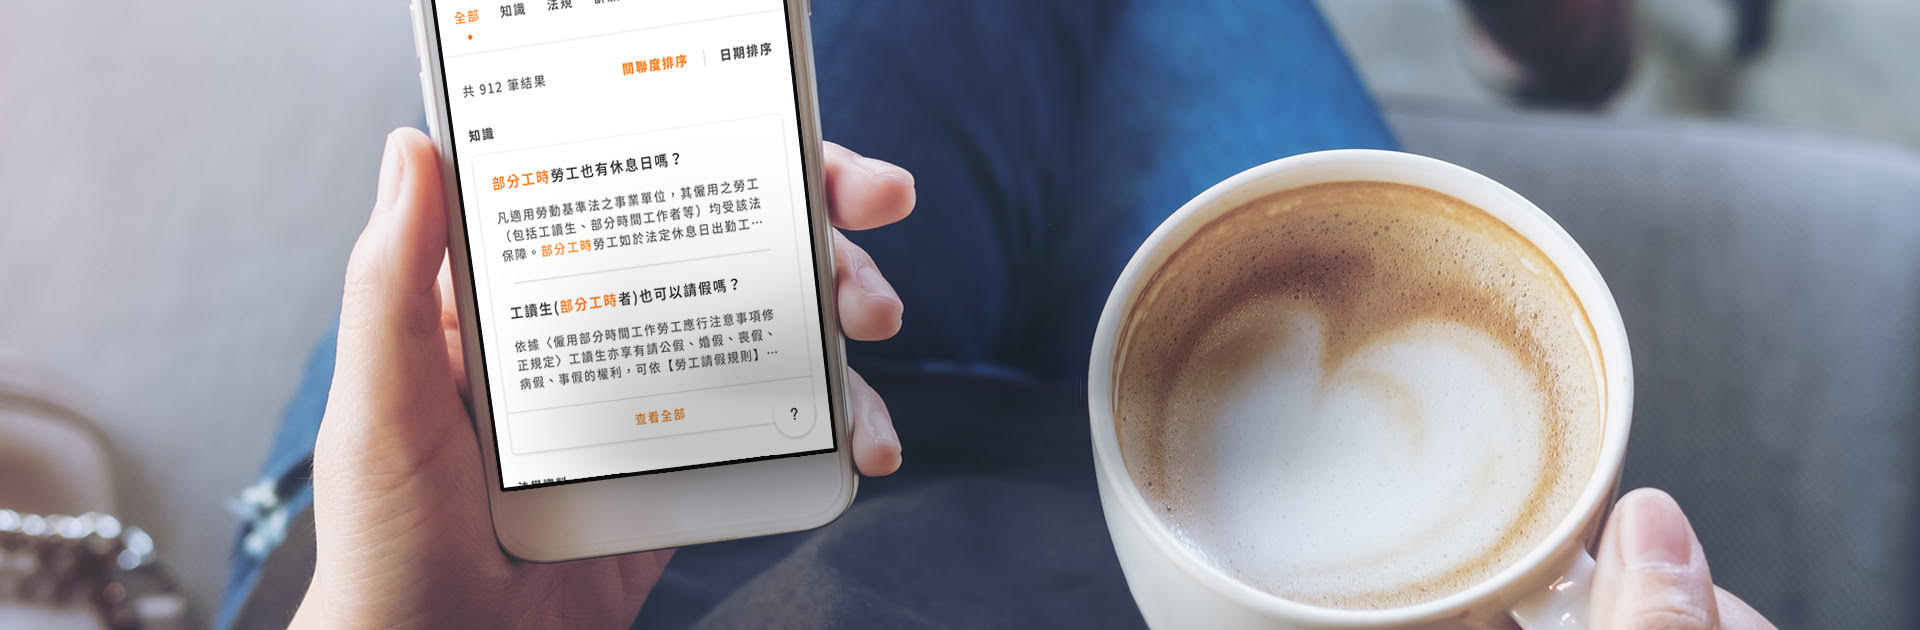 全部 知識 法規
共 912 筆結果 關聯度排序 日期排序
知識
部分工時勞工也有休息日嗎？
凡適用勞動基準法之事業單位，其僱用之勞工
（包括工讀生、部分時間工作者等）均受該法
保障。部分工時勞工如於法定休息日出勤工…
工讀生(部分工時者)也可以請假嗎？
依據〈僱用部分時間工作勞工應行注意事項修
正規定〉工讀生亦享有請公假、婚假、喪假、
病假、事假的權利，可依【勞工請假規則】…
查看全部
?